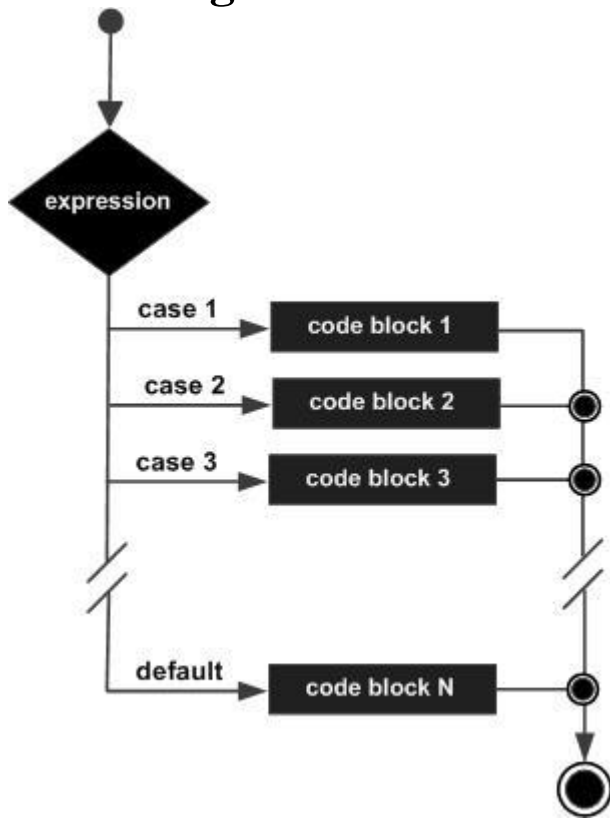 expression
case 1
code block 1
case 2
code block 2
case 3
code block 3
default
code block N